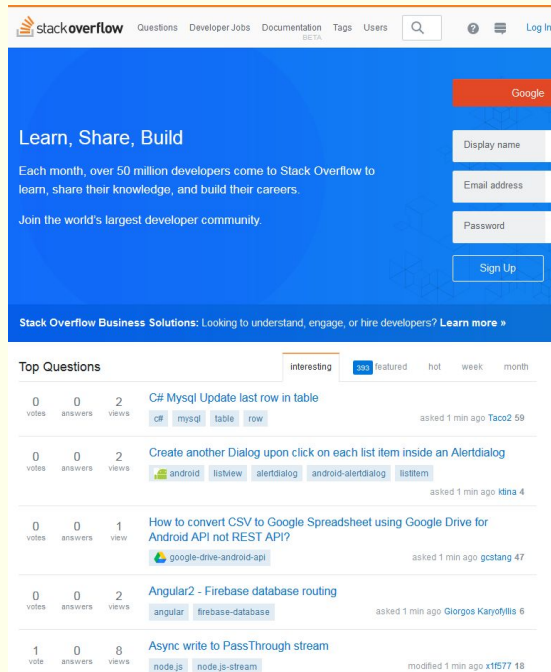 stackoverflow Questions Developer Jobs Documentation Tags Users Log In
BETA
Google
Learn, Share, Build
Display name
Each month, over 50 million developers come to Stack Overflow to
learn, share their knowledge, and build their careers.
Email address
Join the world's largest developer community.
Password
Sign Up
Stack Overflow Business Solutions: Looking to understand, engage, or hire developers? Learn more »
Top Questions interesting 393 featured hot week month
0 0 2 C# Mysql Update last row in table
votes answers views
c# mysql table row asked 1 min ago Taco2 59
0 0 2 Create another Dialog upon click on each list item inside an Alertdialog
votes answers views
android listview alertdialog android-alertdialog listitem
asked 1 min ago ktina 4
0 0 1 How to convert CSV to Google Spreadsheet using Google Drive for
votes answers view Android API not REST API?
google-drive-android-api asked 1 min ago gcstang 47
0 0 2 Angular2 - Firebase database routing
votes answers views
angular firebase-database asked 1 min ago Giorgos Karyofyllis 6
1 0 8 Async write to PassThrough stream
vote answers views
node.js node.js-stream modified 1 min ago x1f577 18